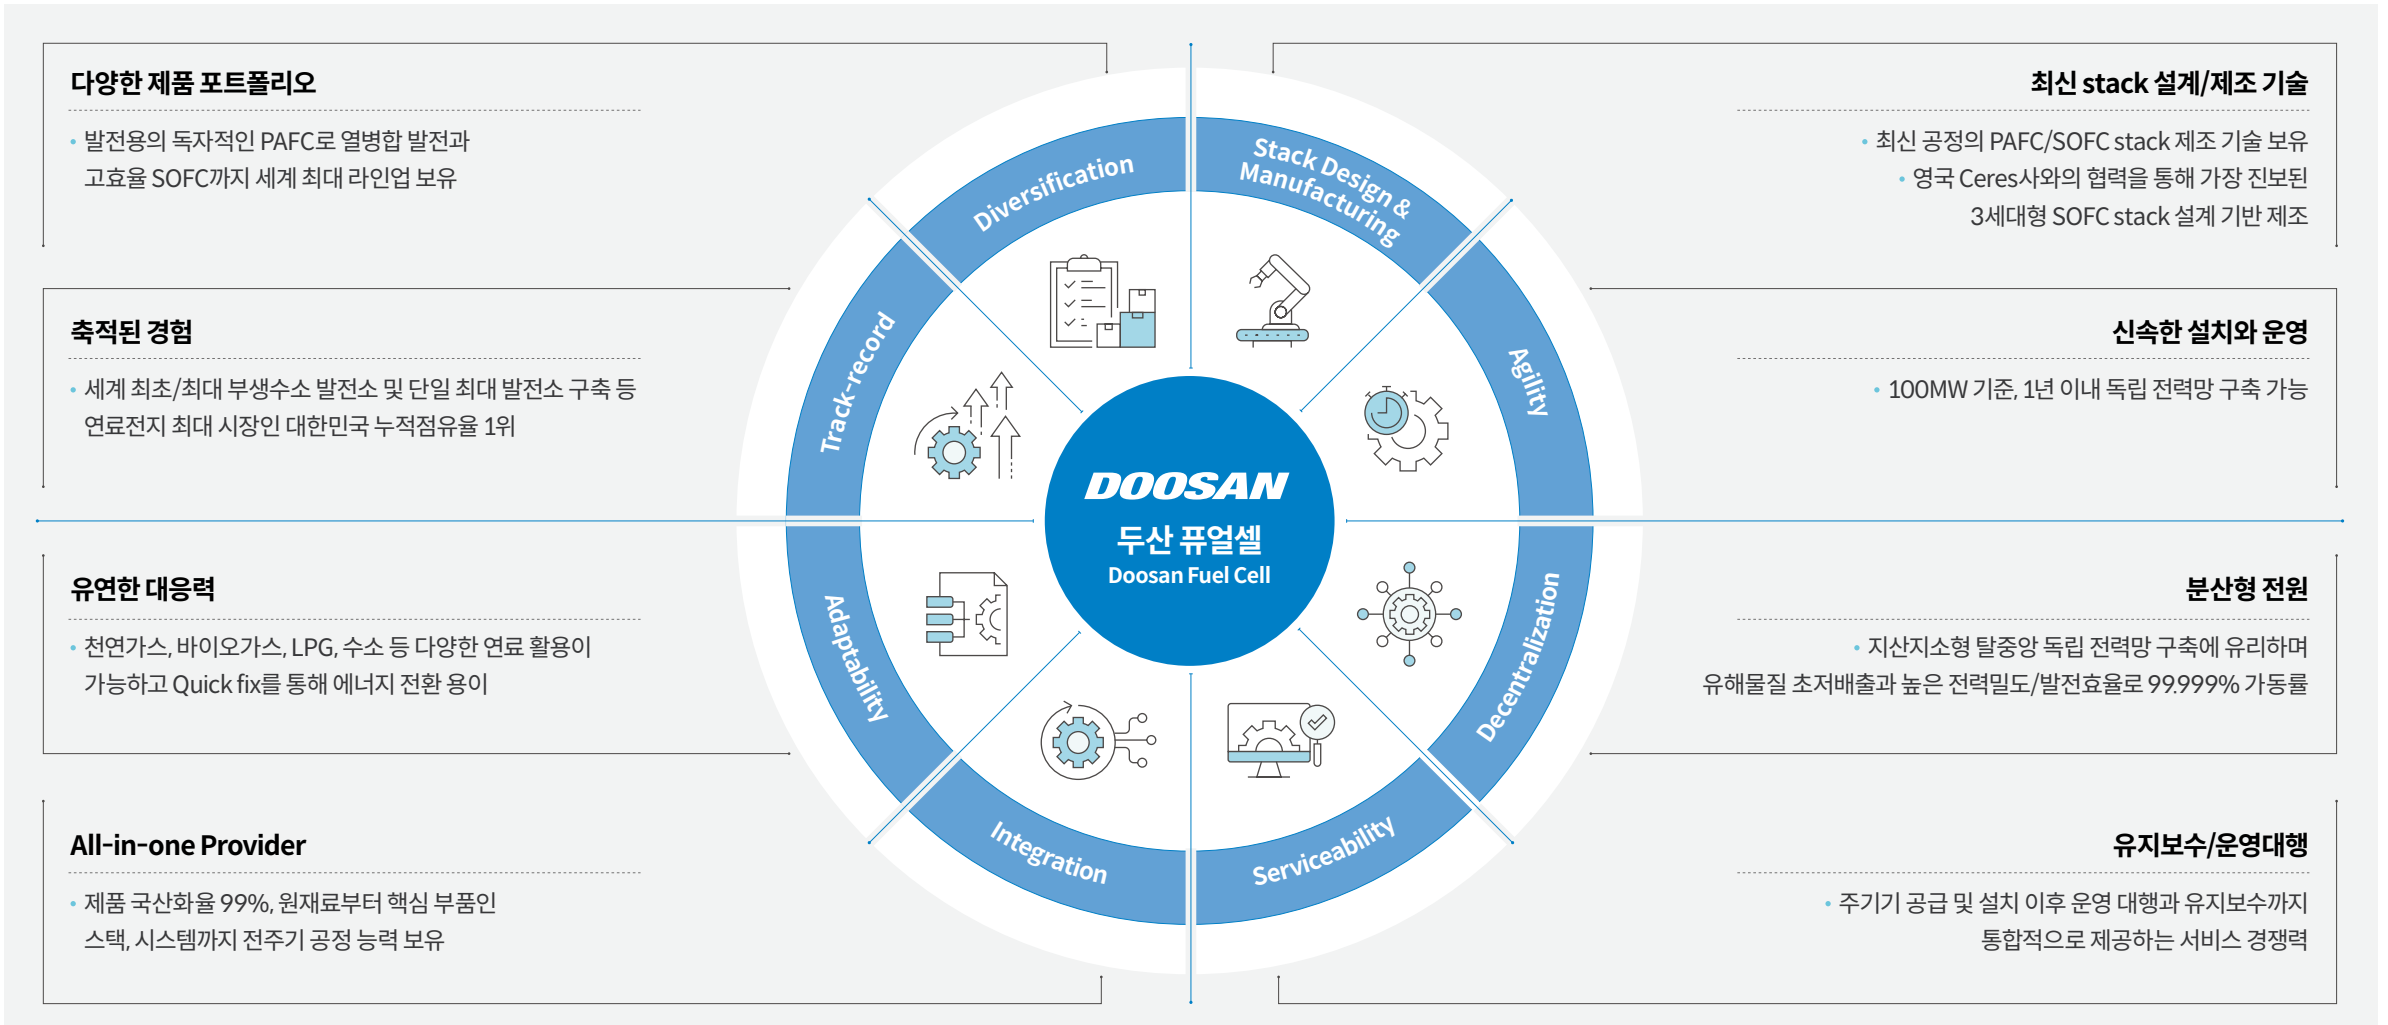 다양한 제품 포트폴리오
• 발전용의 독자적인 PAFC로 열병합 발전과
고효율 SOFC까지 세계 최대 라인업 보유
축적된 경험
• 세계 최초/최대 부생수소 발전소 및 단일 최대 발전소 구축 등
연료전지 최대 시장인 대한민국 누적점유율 1위
유연한 대응력
• 천연가스, 바이오가스, LPG, 수소 등 다양한 연료 활용이
가능하고 Quick fix를 통해 에너지 전환 용이
All-in-one Provider
• 제품 국산화율 99%, 원재료부터 핵심 부품인
스택, 시스템까지 전주기 공정 능력 보유
Diversification
Stack Design &
Manufacturing
Track-record
Agility
DOOSAN
두산 퓨얼셀
Doosan Fuel Cell
Adaptability
Decentralization
Integration
Serviceability
최신 stack 설계/제조 기술
• 최신 공정의 PAFC/SOFC stack 제조 기술 보유
• 영국 Ceres사와의 협력을 통해 가장 진보된
3세대형 SOFC stack 설계 기반 제조
신속한 설치와 운영
• 100MW 기준, 1년 이내 독립 전력망 구축 가능
분산형 전원
• 지산지소형 탈중앙 독립 전력망 구축에 유리하며
유해물질 초저배출과 높은 전력밀도/발전효율로 99.999% 가동률
유지보수/운영대행
• 주기기 공급 및 설치 이후 운영 대행과 유지보수까지
통합적으로 제공하는 서비스 경쟁력